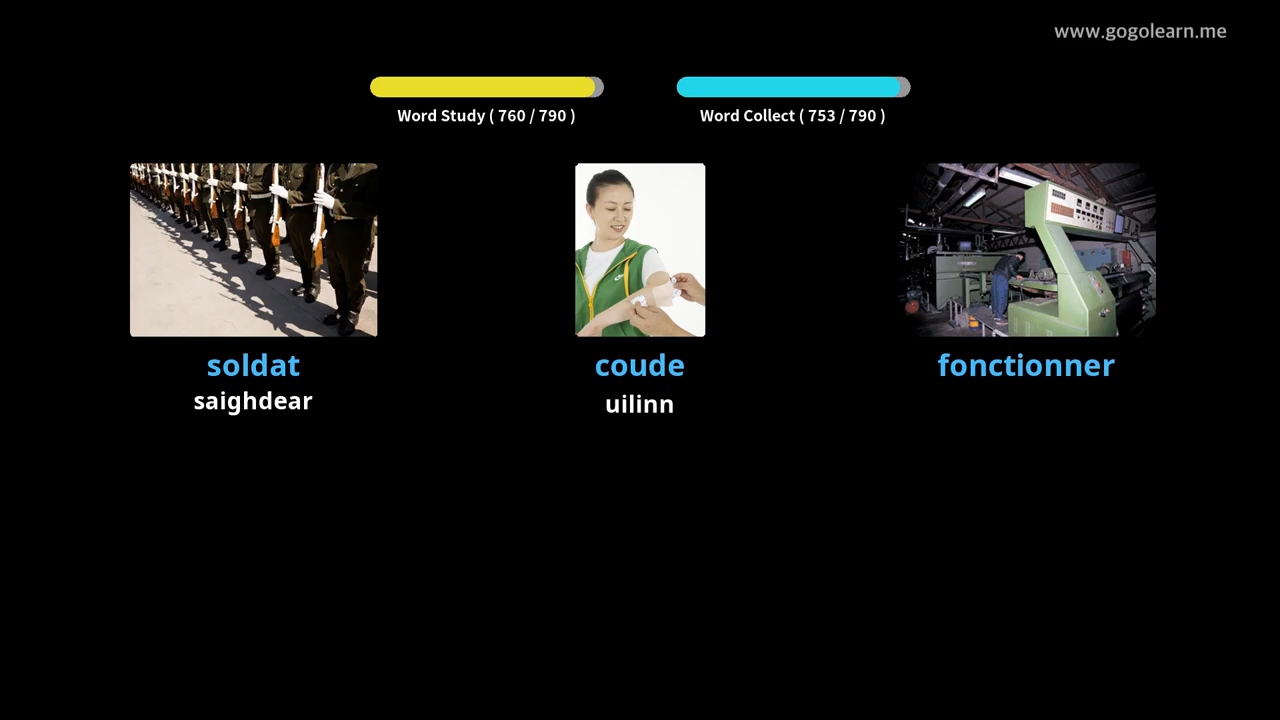 www.gogolearn.me
Word Study ( 760 / 790 )
Word Collect ( 753 / 790 )
soldat
saighdear
coude
uilinn
fonctionner